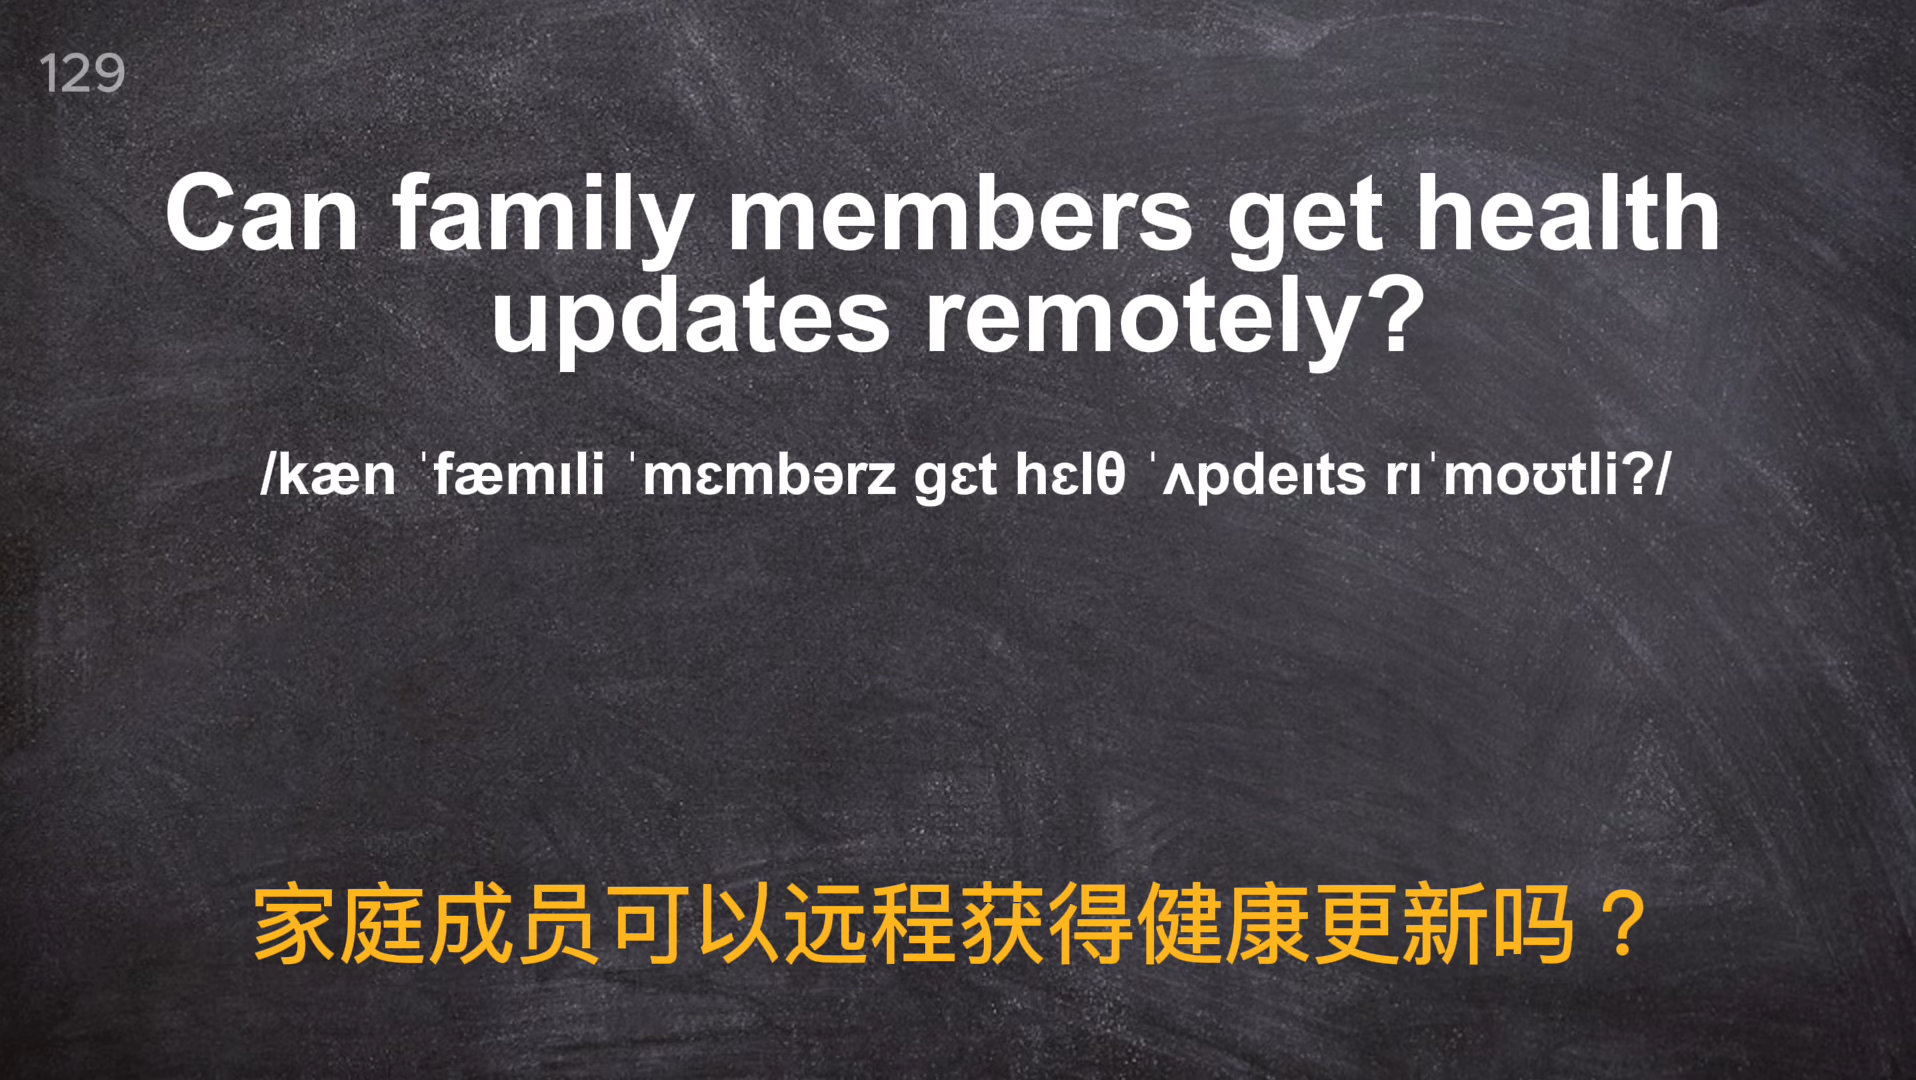 129
Can family members get health
updates remotely?
/kæn ˈfæmɪli ˈmɛmbərz gɛt hɛlθ ˈʌpdeɪts rɪˈmoʊtli?/
家庭成员可以远程获得健康更新吗？